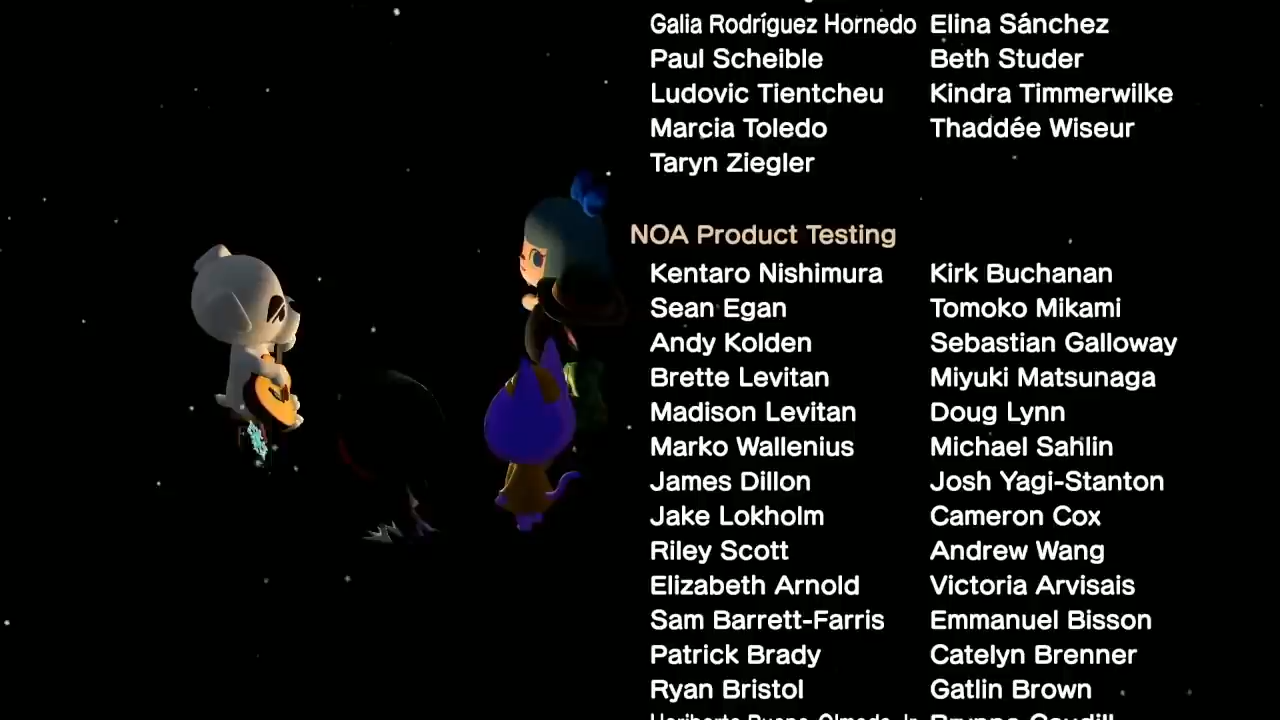 Galia Rodríguez Hornedo Elina Sánchez
Paul Scheible Beth Studer
Ludovic Tientcheu Kindra Timmerwilke
Marcia Toledo Thaddée Wiseur
Taryn Ziegler
NOA Product Testing
Kentaro Nishimura Kirk Buchanan
Sean Egan Tomoko Mikami
Andy Kolden Sebastian Galloway
Brette Levitan Miyuki Matsunaga
Madison Levitan Doug Lynn
Marko Wallenius Michael Sahlin
James Dillon Josh Yagi-Stanton
Jake Lokholm Cameron Cox
Riley Scott Andrew Wang
Elizabeth Arnold Victoria Arvisais
Sam Barrett-Farris Emmanuel Bisson
Patrick Brady Catelyn Brenner
Ryan Bristol Gatlin Brown